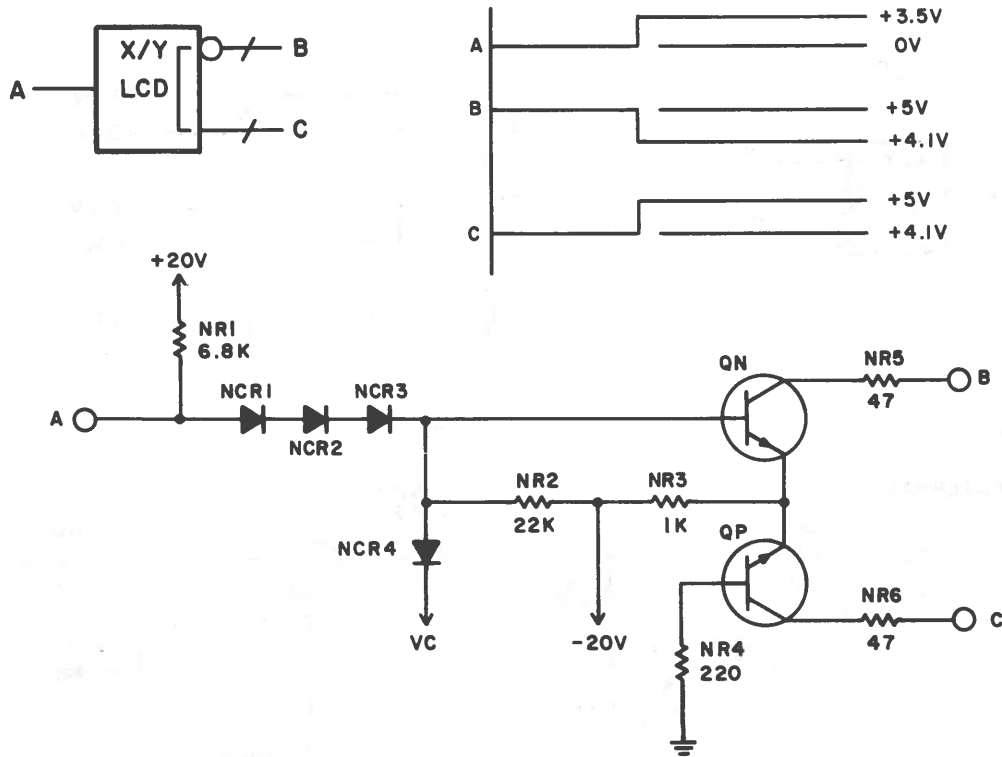 X/Y
LCD
A
B
C
A
+3.5V
0V
B
+5V
+4.1V
C
+5V
+4.1V
+20V
NR1
6.8K
A
NCR1
NCR2
NCR3
QN
NR5
47
B
NR2
22K
NR3
1K
NCR4
VC
-20V
QP
NR4
220
NR6
47
C